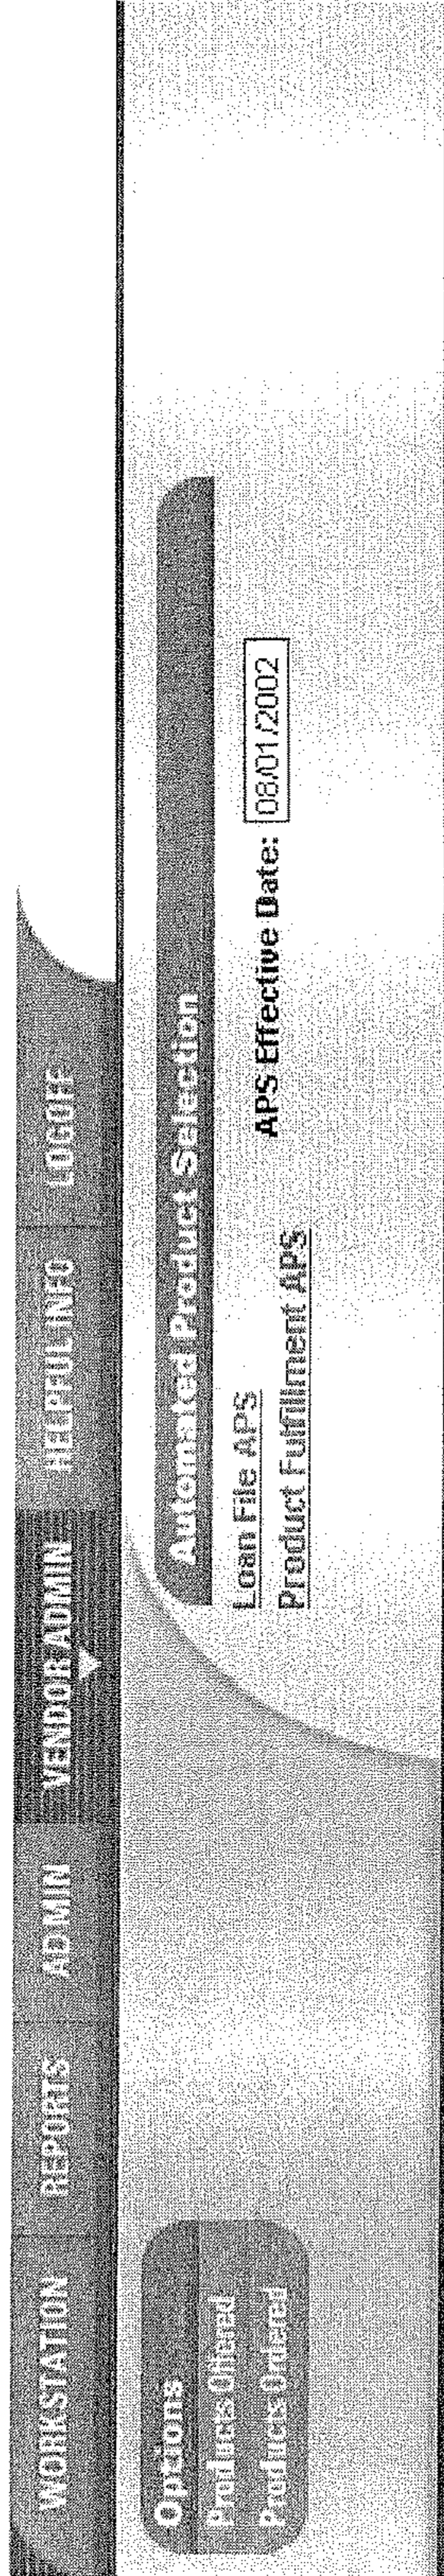 WORKSTATION REPORTS ADMIN VENDOR ADMIN HELPFUL INFO LOGOFF
Options
Products Offered
Products Ordered
Automated Product Selection
Loan File APS
APS Effective Date: 08/01/2002
Product Fulfillment APS